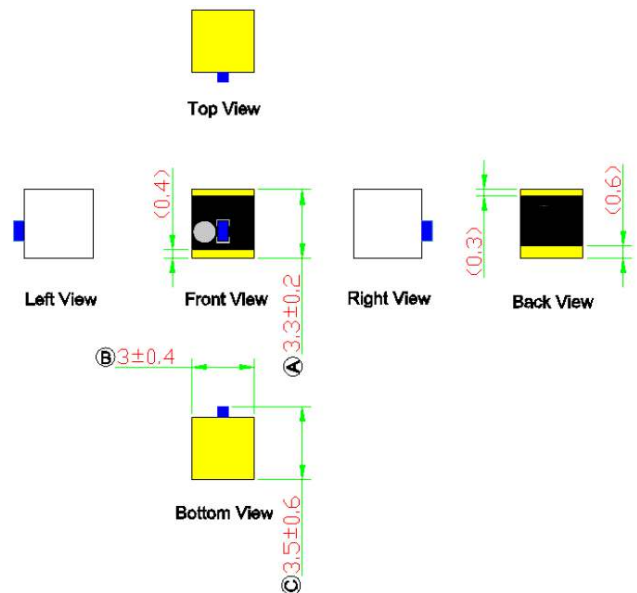 Top View
(0,4)
(0,3)
(0,6)
Left View
Front View
Right View
Back View
A 3,3±0,2
B 3±0,4
Bottom View
C 3,5±0,6